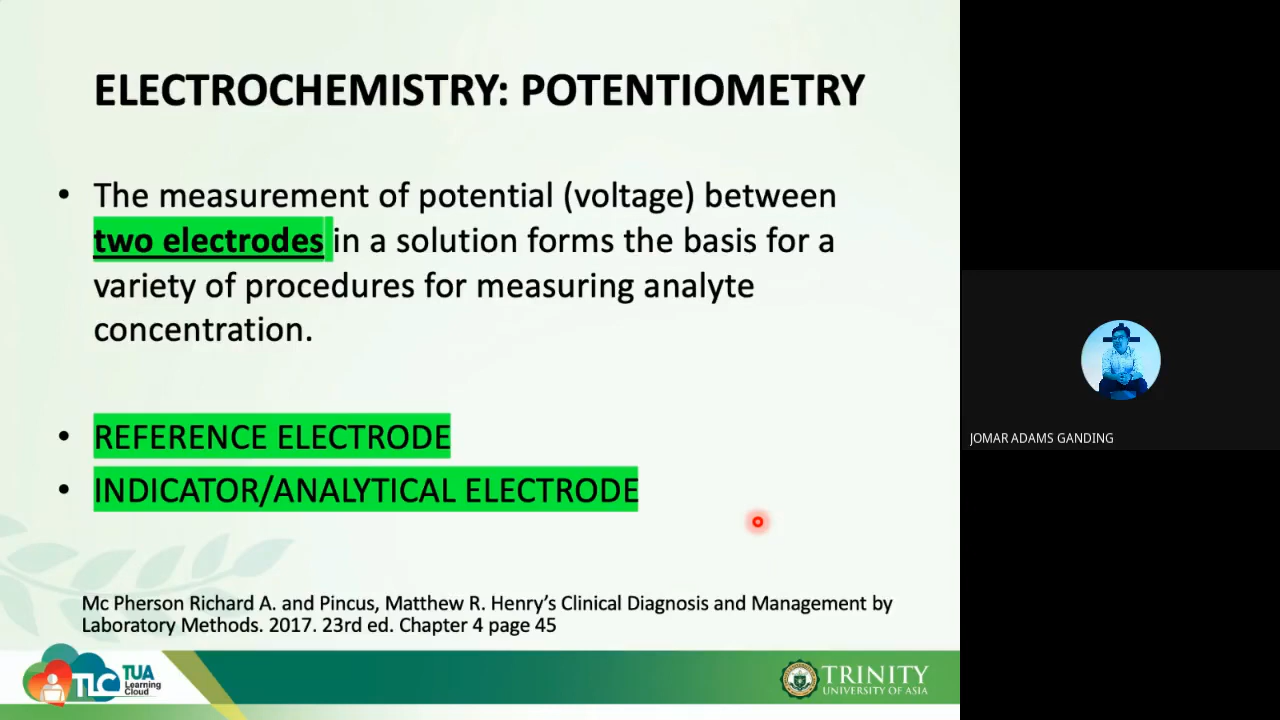 ELECTROCHEMISTRY: POTENTIOMETRY
• The measurement of potential (voltage) between
two electrodes in a solution forms the basis for a
variety of procedures for measuring analyte
concentration.
• REFERENCE ELECTRODE
• INDICATOR/ANALYTICAL ELECTRODE
Mc Pherson Richard A. and Pincus, Matthew R. Henry's Clinical Diagnosis and Management by
Laboratory Methods. 2017. 23rd ed. Chapter 4 page 45
TLC
TUA
Learning
Cloud
TRINITY
UNIVERSITY OF ASIA
JOMAR ADAMS GANDING